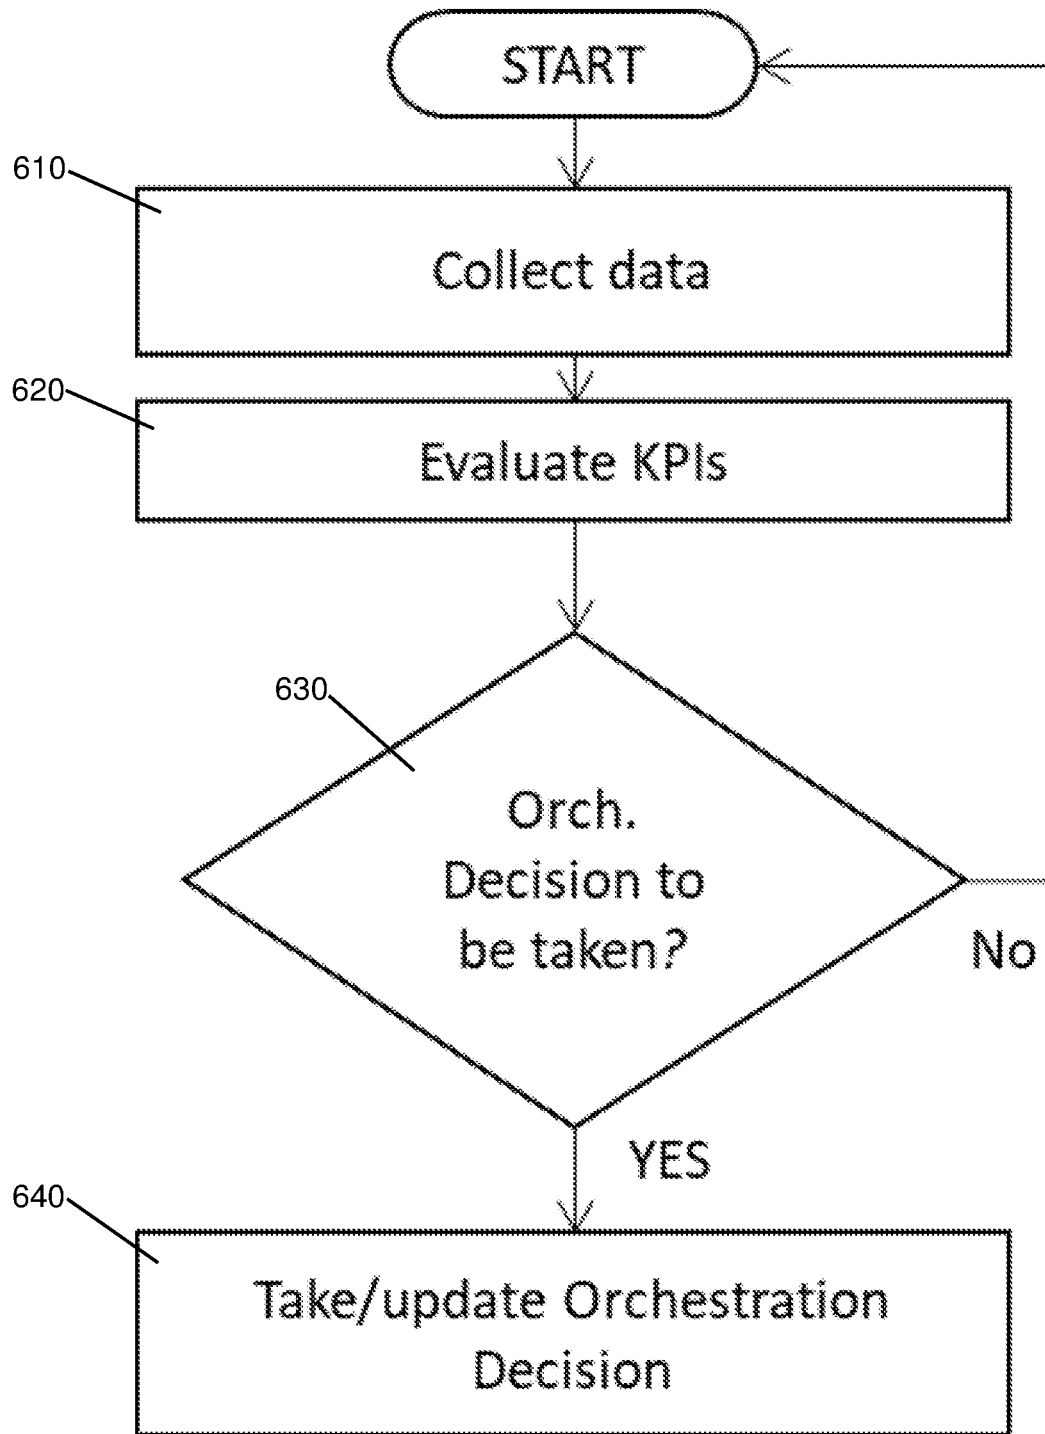 START
610
Collect data
620
Evaluate KPIs
630
Orch.
Decision to
be taken?
No
YES
640
Take/update Orchestration
Decision